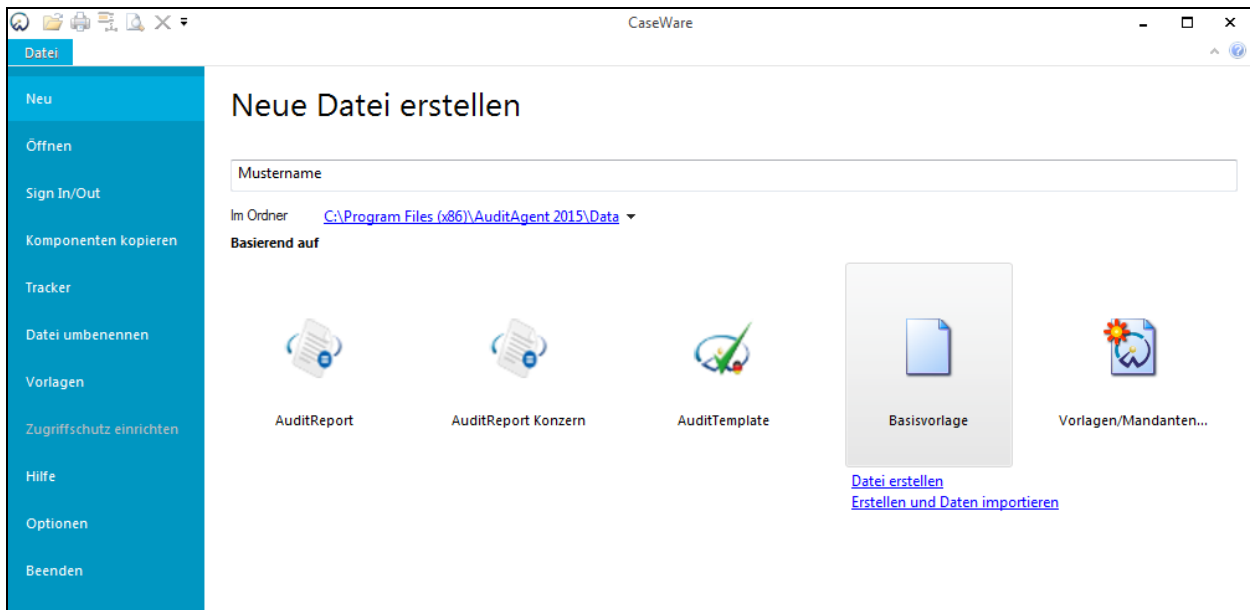 CaseWare
Datei
Neu
Öffnen
Sign In/Out
Komponenten kopieren
Tracker
Datei umbenennen
Vorlagen
Zugriffschutz einrichten
Hilfe
Optionen
Beenden
Neue Datei erstellen
Mustername
Im Ordner C:\Program Files (x86)\AuditAgent 2015\Data
Basierend auf
AuditReport
AuditReport Konzern
AuditTemplate
Basisvorlage
Vorlagen/Mandanten...
Datei erstellen
Erstellen und Daten importieren